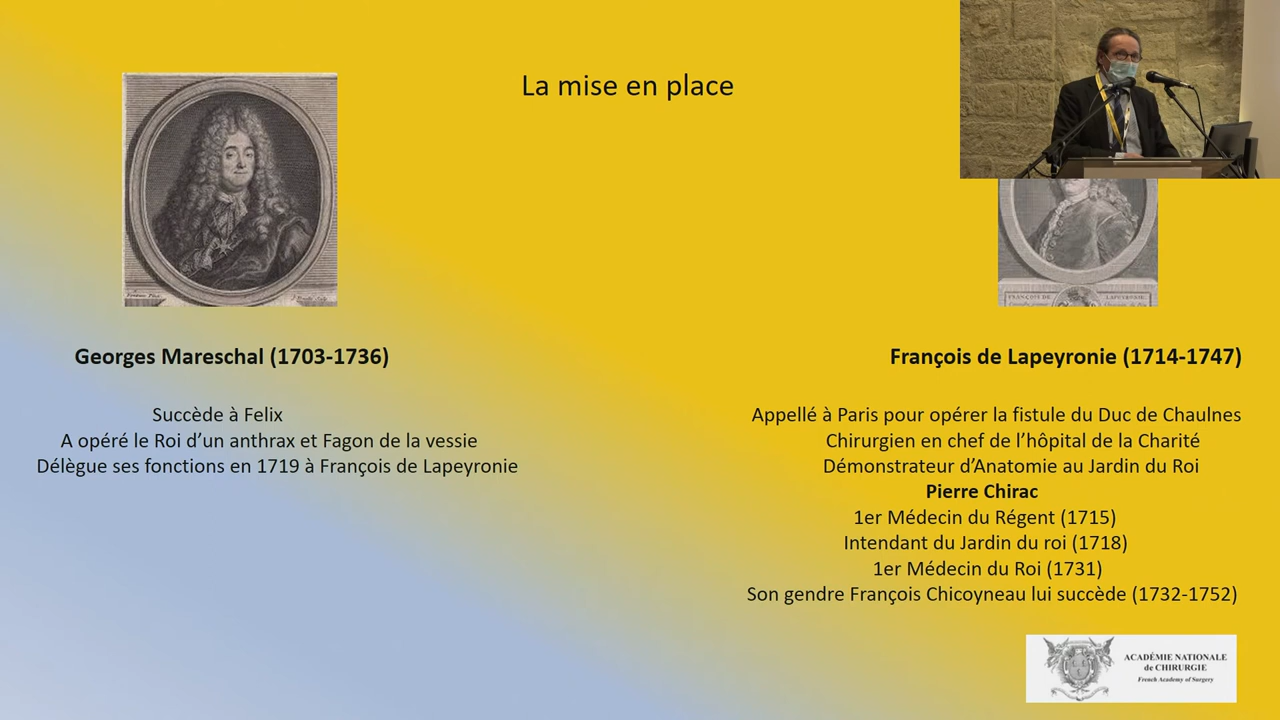 La mise en place
FRANÇOIS DE LAPEYRONIE,
Georges Mareschal (1703-1736)
Succède à Felix
A opéré le Roi d’un anthrax et Fagon de la vessie
Délègue ses fonctions en 1719 à François de Lapeyronie
François de Lapeyronie (1714-1747)
Appellé à Paris pour opérer la fistule du Duc de Chaulnes
Chirurgien en chef de l’hôpital de la Charité
Démonstrateur d’Anatomie au Jardin du Roi
Pierre Chirac
1er Médecin du Régent (1715)
Intendant du Jardin du roi (1718)
1er Médecin du Roi (1731)
Son gendre François Chicoyneau lui succède (1732-1752)
ACADÉMIE NATIONALE
de CHIRURGIE
French Academy of Surgery